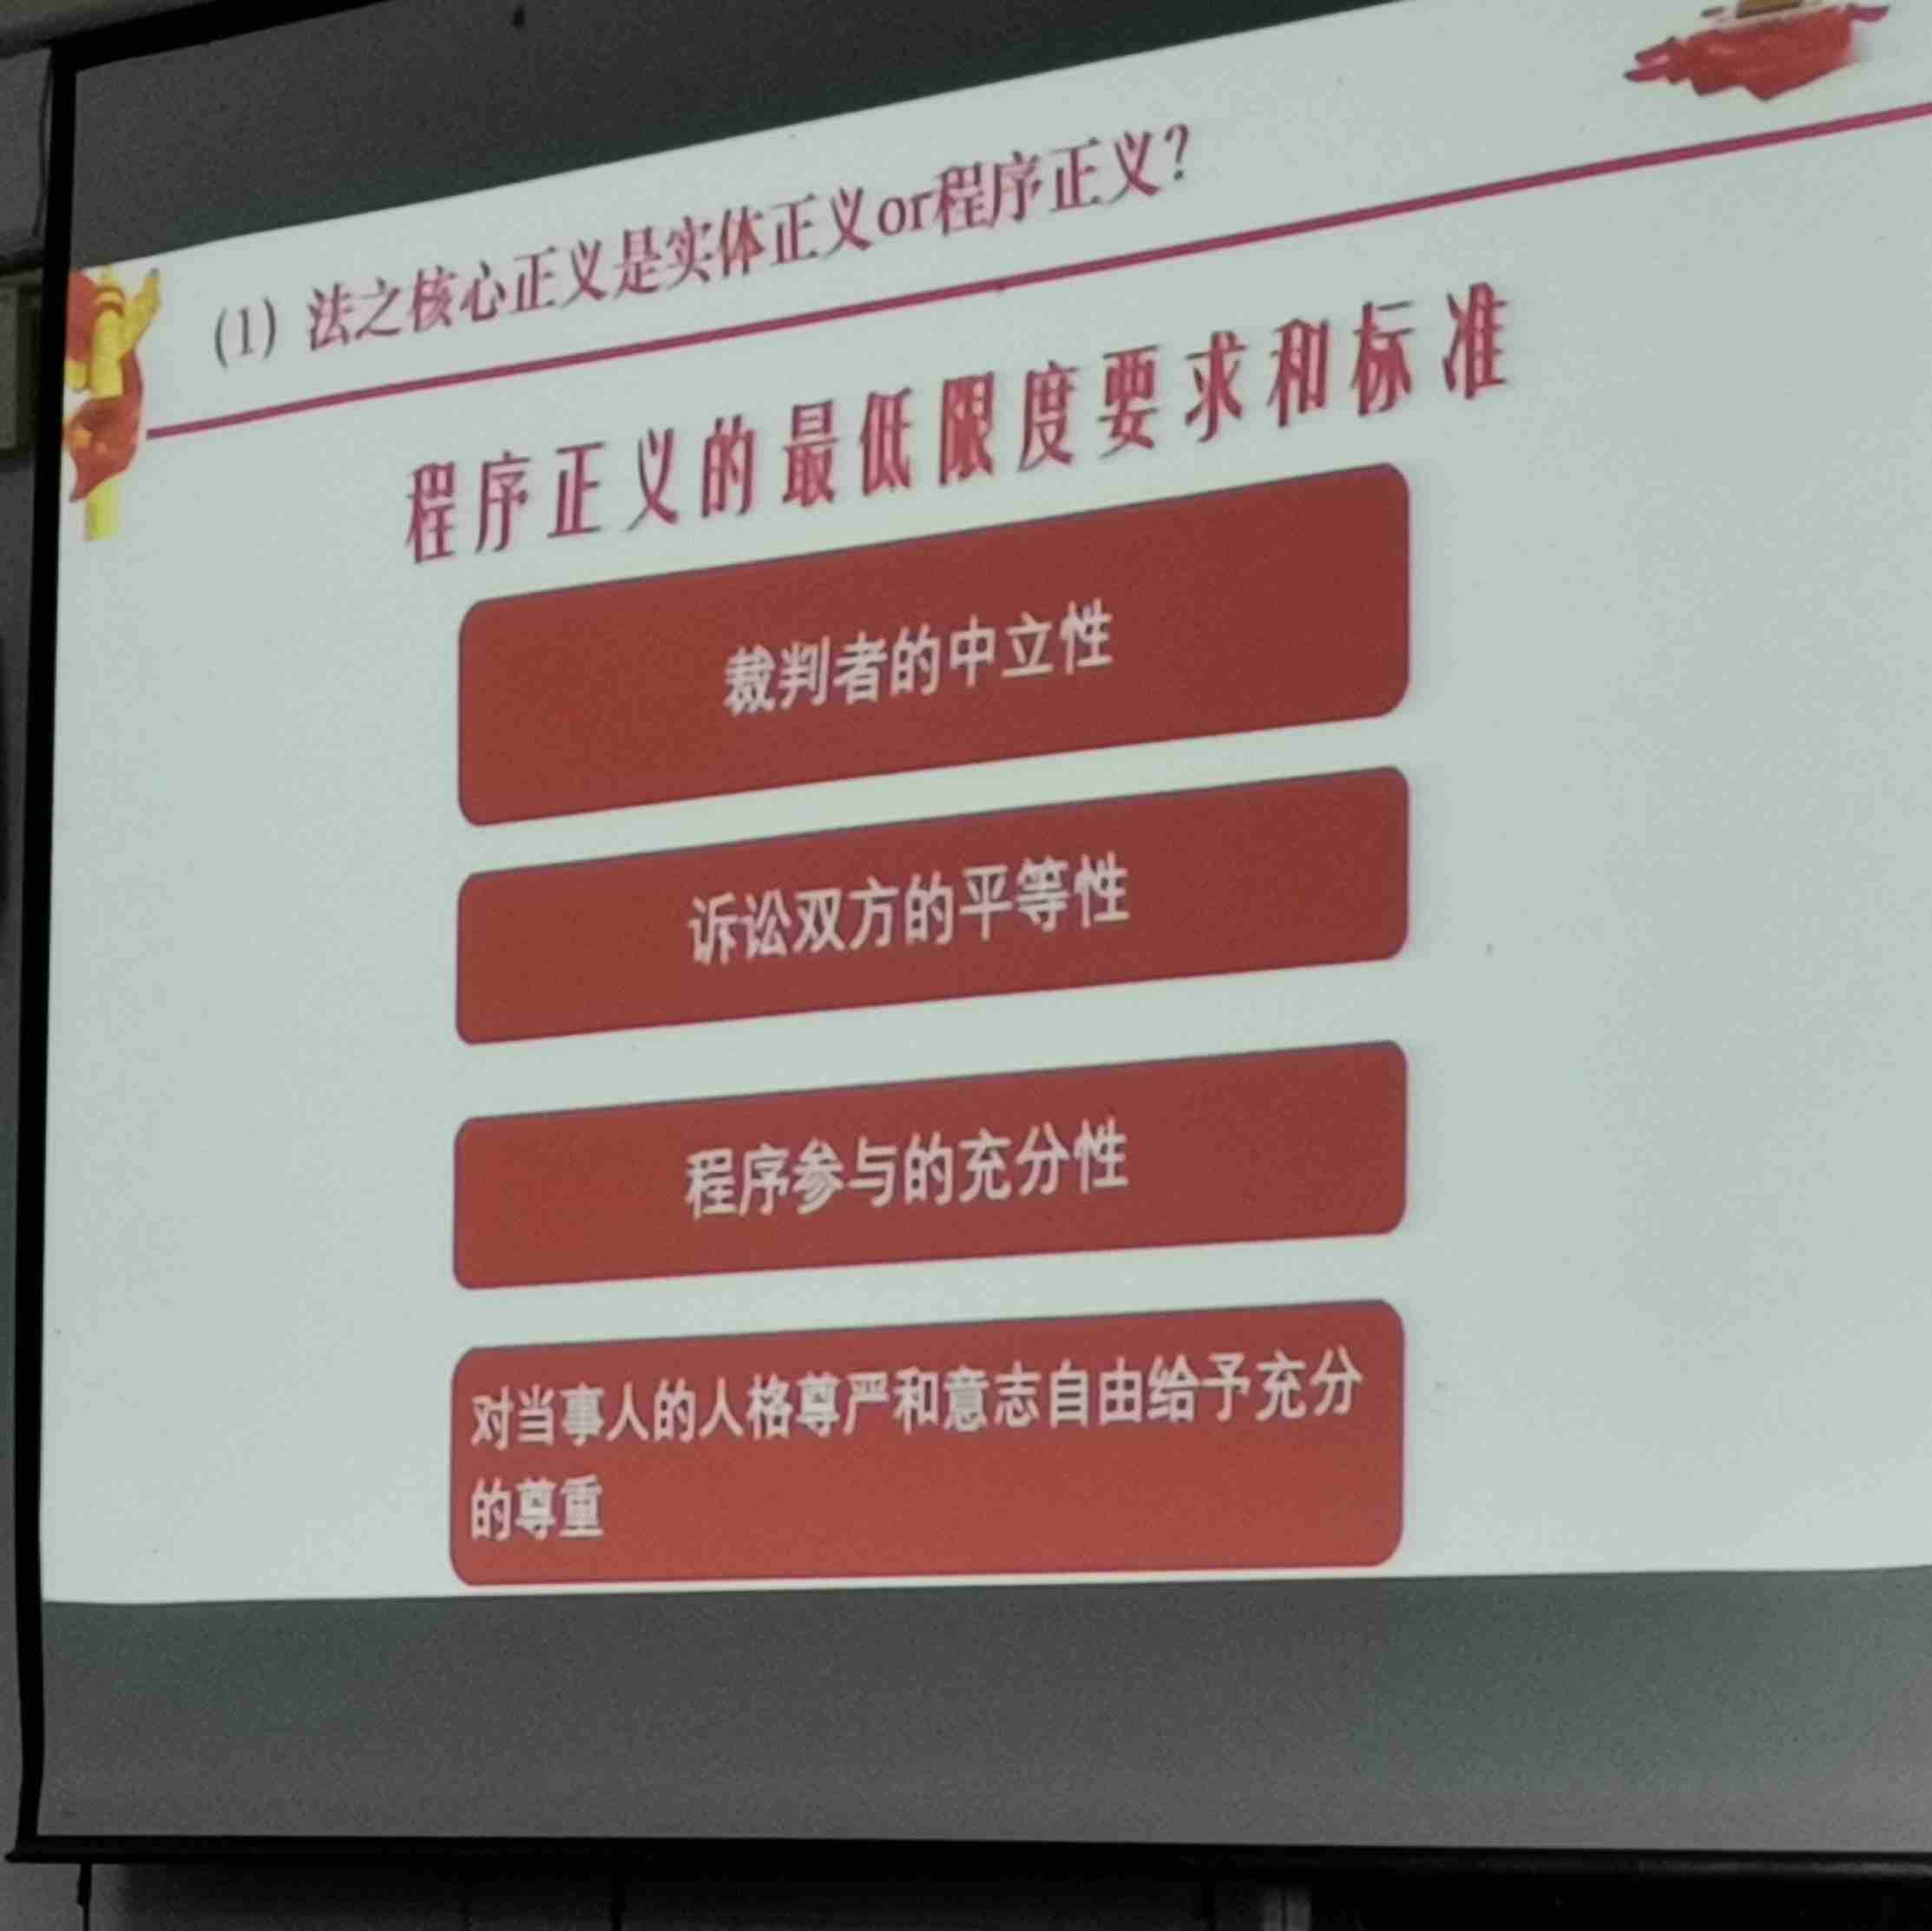 (1) 法之核心正义是实体正义or程序正义?
程序正义的最低限度要求和标准
裁判者的中立性
诉讼双方的平等性
程序参与的充分性
对当事人的人格尊严和意志自由给予充分
的尊重